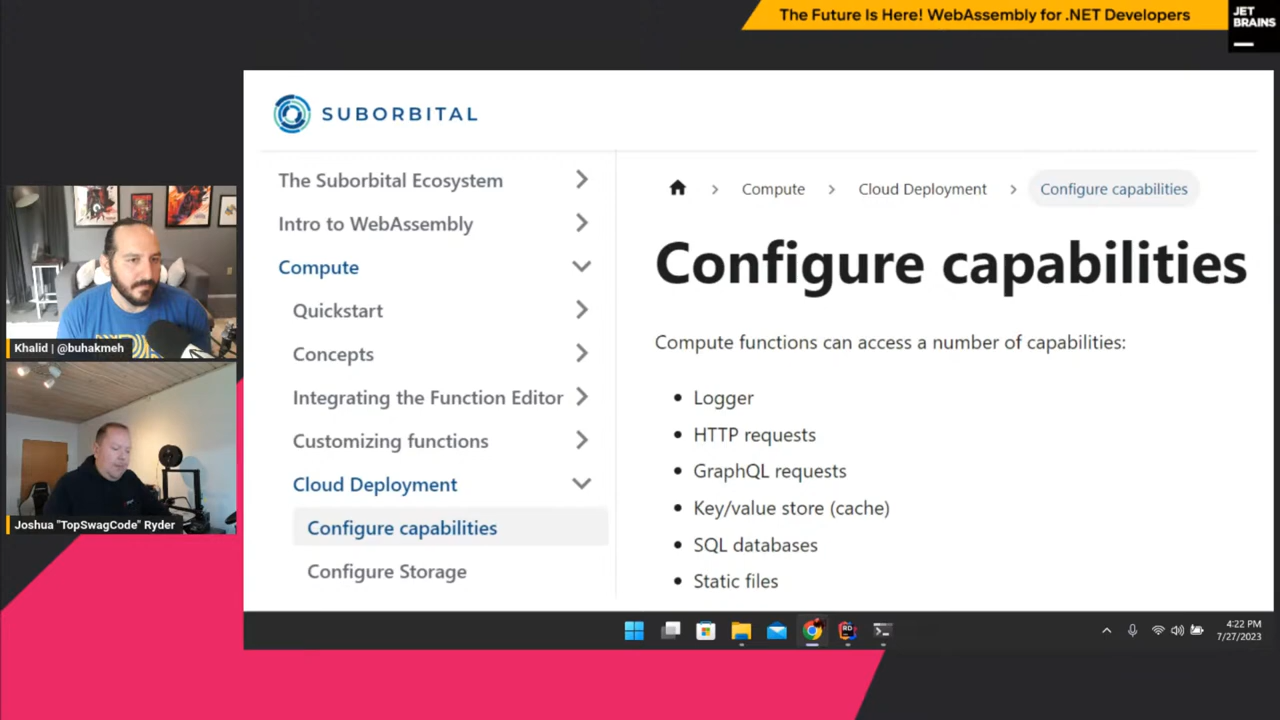 The Future Is Here! WebAssembly for .NET Developers
JET
BRAINS
SUBORBITAL
The Suborbital Ecosystem
Intro to WebAssembly
Compute
Quickstart
Concepts
Integrating the Function Editor
Customizing functions
Cloud Deployment
Configure capabilities
Configure Storage
Compute > Cloud Deployment > Configure capabilities
Configure capabilities
Compute functions can access a number of capabilities:
• Logger
• HTTP requests
• GraphQL requests
• Key/value store (cache)
• SQL databases
• Static files
Khalid | @buhakmeh
Joshua "TopSwagCode" Ryder
RD
4:22 PM
7/27/2023